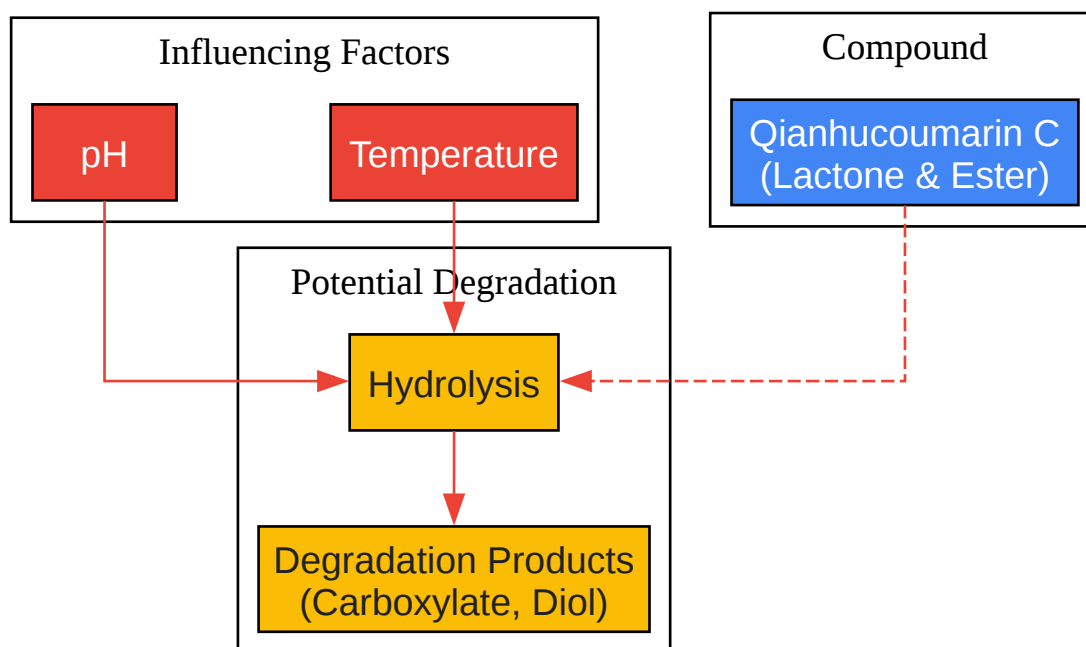 Influencing Factors
Compound
pH
Temperature
Qianhucoumarin C
(Lactone & Ester)
Potential Degradation
Hydrolysis
Degradation Products
(Carboxylate, Diol)